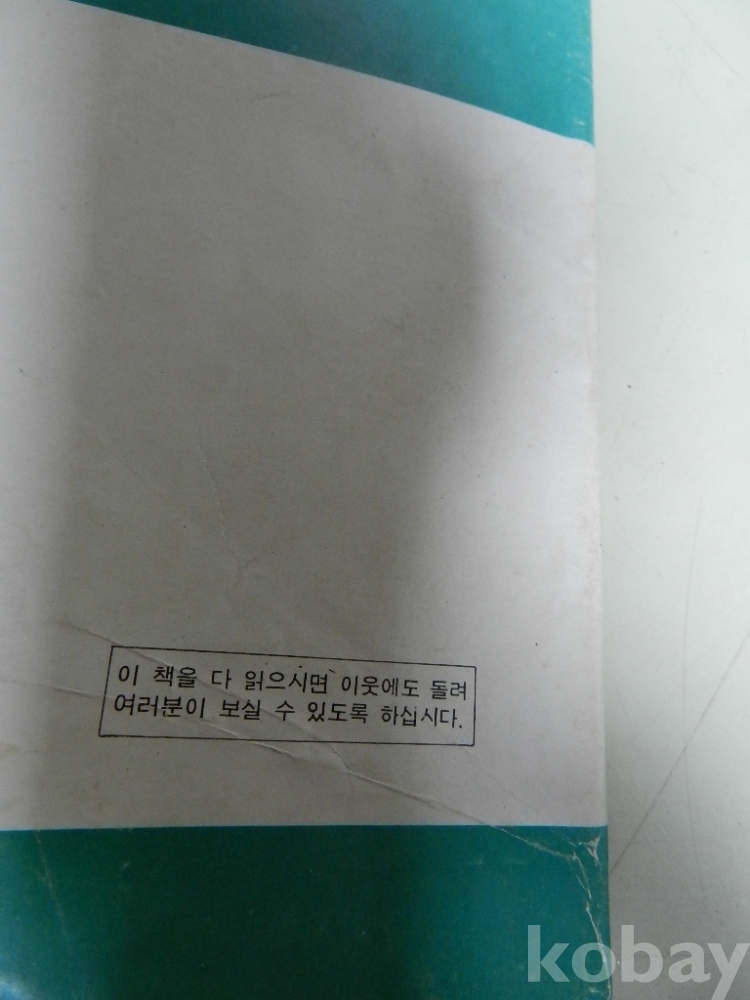 이 책을 다 읽으시면 이웃에도 돌려
여러분이 보실 수 있도록 하십시다.
kobay